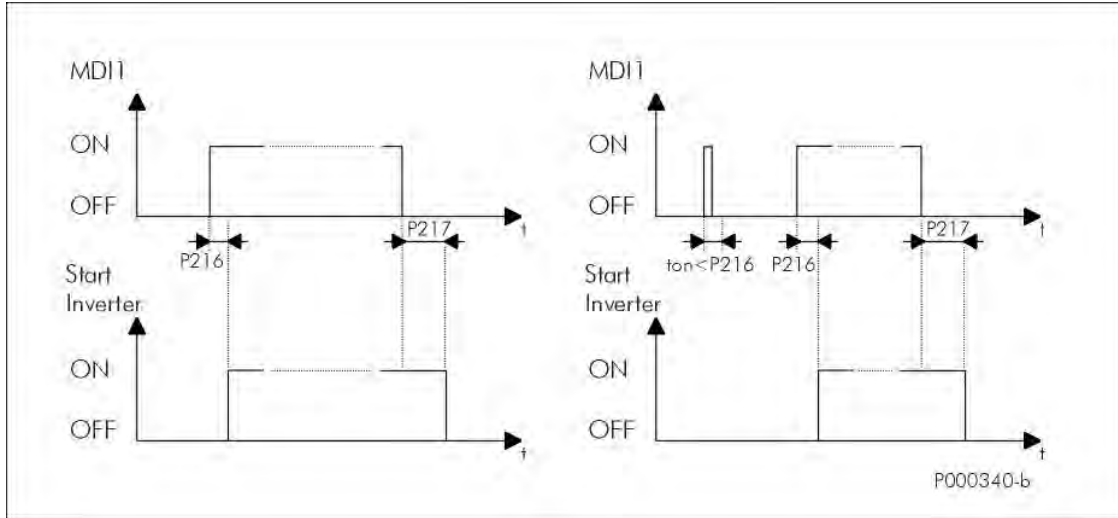 MDI1
ON
OFF
t
P216
P217
Start
Inverter
ON
OFF
t
MDI1
ON
OFF
t
ton<P216
P216
P217
Start
Inverter
ON
OFF
t
P000340-b